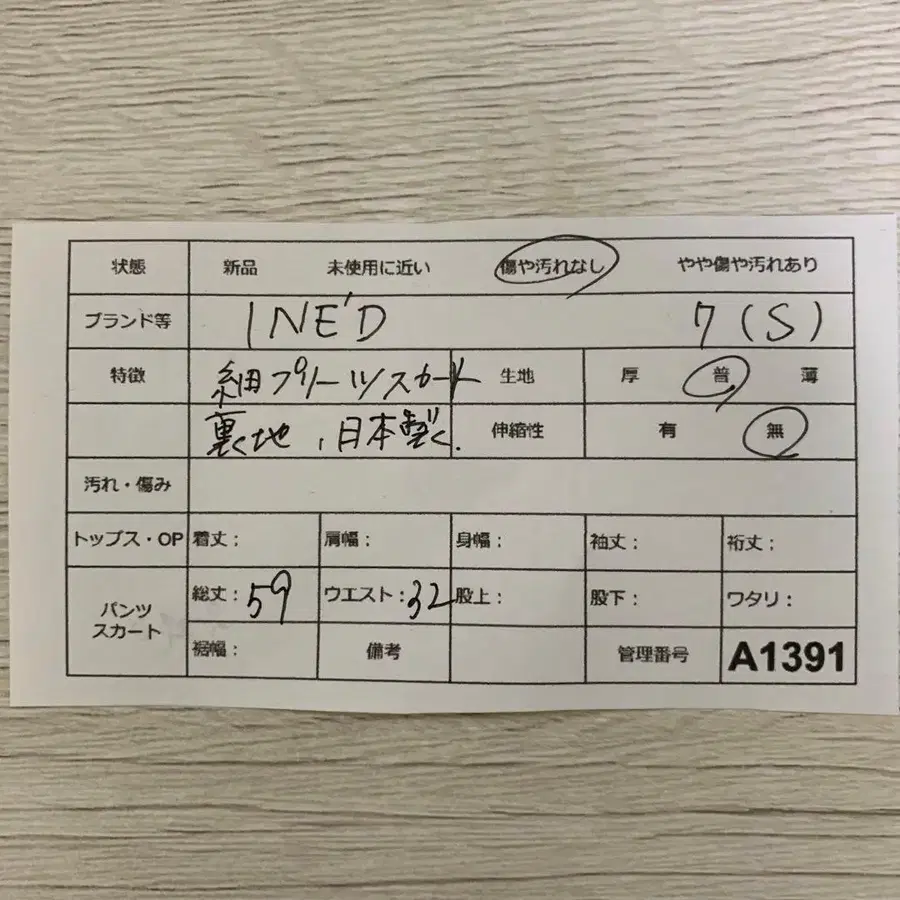 状態 新品 未使用に近い 傷や汚れなし やや傷や汚れあり
ブランド等 INE'D 7(S)
特徴 細プリーツスカート 生地 厚 普 薄
裏地、日本製. 伸縮性 有 無
汚れ・傷み
トップス・OP 着丈: 肩幅: 身幅: 袖丈: 裄丈:
パンツ スカート 総丈:59 ウエスト:32 股上: 股下: ワタリ:
裾幅: 備考 管理番号 A1391